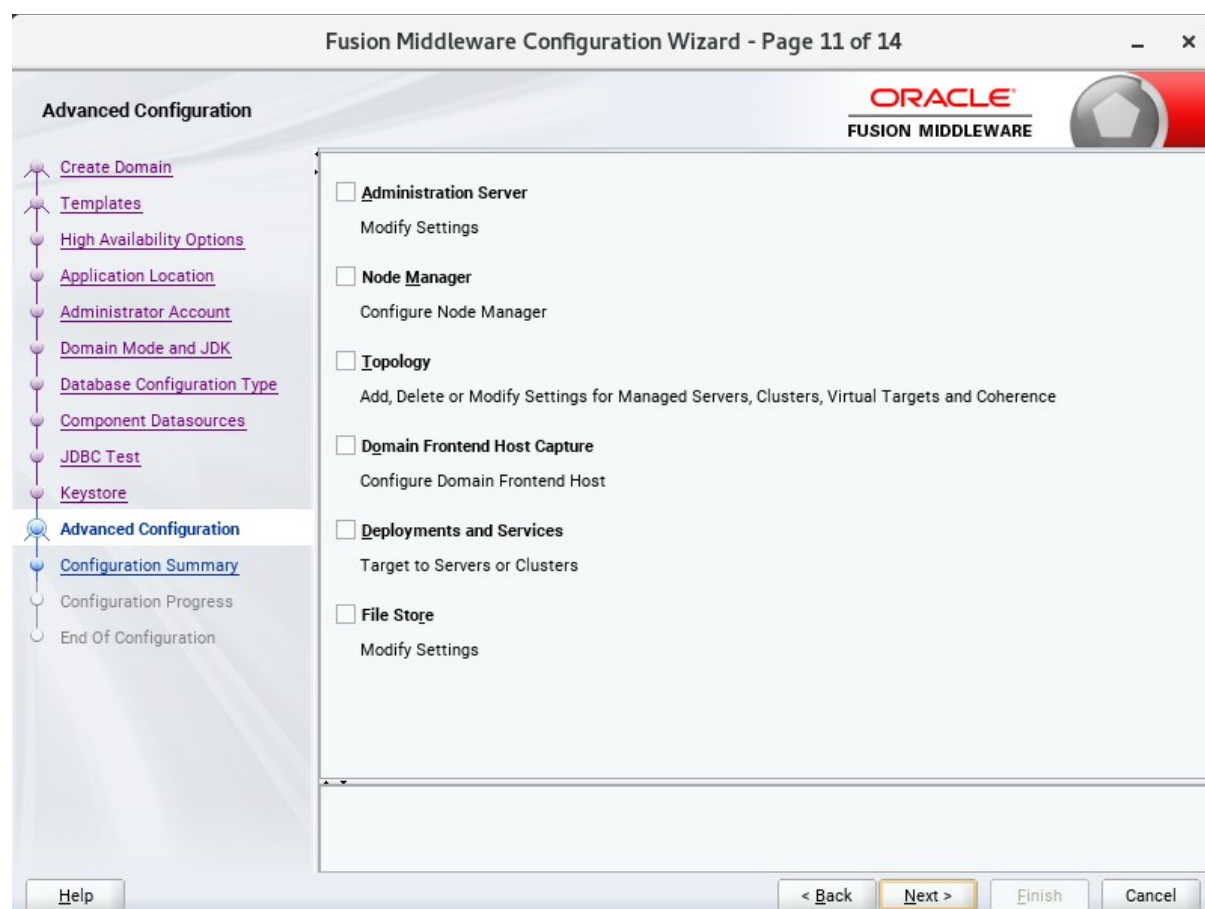 Fusion Middleware Configuration Wizard - Page 11 of 14
Advanced Configuration
ORACLE
FUSION MIDDLEWARE
Create Domain
Templates
High Availability Options
Application Location
Administrator Account
Domain Mode and JDK
Database Configuration Type
Component Datasources
JDBC Test
Keystore
Advanced Configuration
Configuration Summary
Configuration Progress
End Of Configuration
Administration Server
Modify Settings
Node Manager
Configure Node Manager
Topology
Add, Delete or Modify Settings for Managed Servers, Clusters, Virtual Targets and Coherence
Domain Frontend Host Capture
Configure Domain Frontend Host
Deployments and Services
Target to Servers or Clusters
File Store
Modify Settings
Help
< Back
Next >
Finish
Cancel